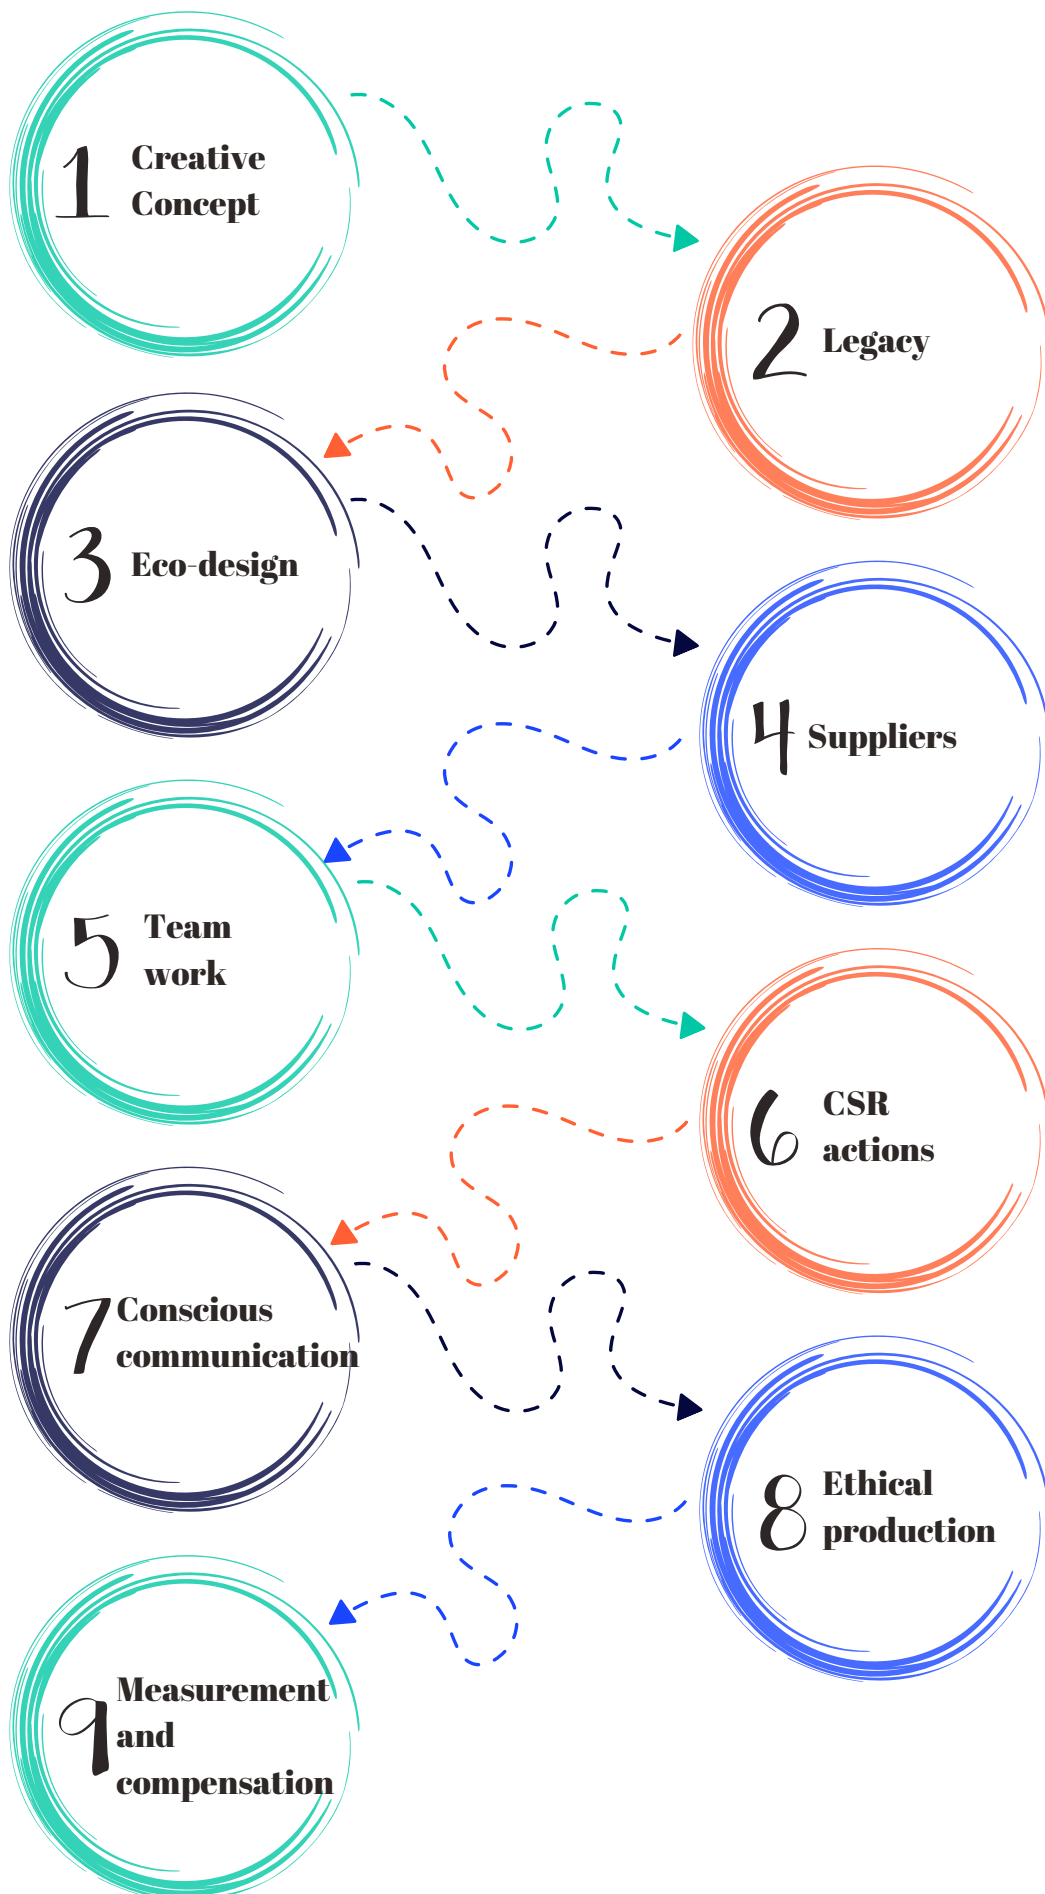 1
Creative
Concept
2
Legacy
3
Eco-design
4
Suppliers
5
Team
work
6
CSR
actions
7
Conscious
communication
8
Ethical
production
9
Measurement
and
compensation